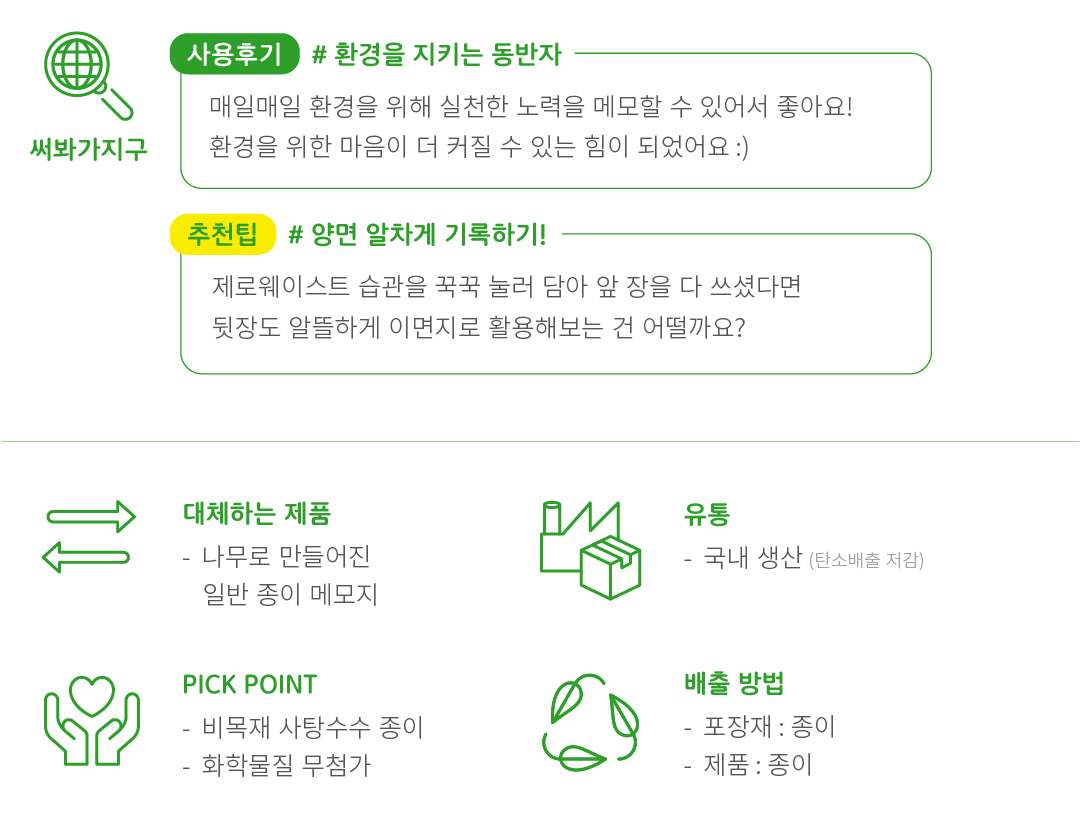 써봐가지구
사용후기 # 환경을 지키는 동반자
매일매일 환경을 위해 실천한 노력을 메모할 수 있어서 좋아요!
환경을 위한 마음이 더 커질 수 있는 힘이 되었어요 :)
추천팁 # 양면 알차게 기록하기!
제로웨이스트 습관을 꾹꾹 눌러 담아 앞 장을 다 쓰셨다면
뒷장도 알뜰하게 이면지로 활용해보는 건 어떨까요?
대체하는 제품
- 나무로 만들어진
일반 종이 메모지
유통
- 국내 생산 (탄소배출 저감)
PICK POINT
- 비목재 사탕수수 종이
- 화학물질 무첨가
배출 방법
- 포장재 : 종이
- 제품 : 종이